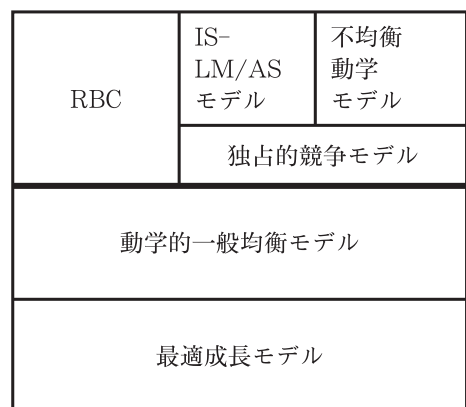 RBC
IS–
LM/AS
モデル
不均衡
動学
モデル
独占的競争モデル
動学的一般均衡モデル
最適成長モデル